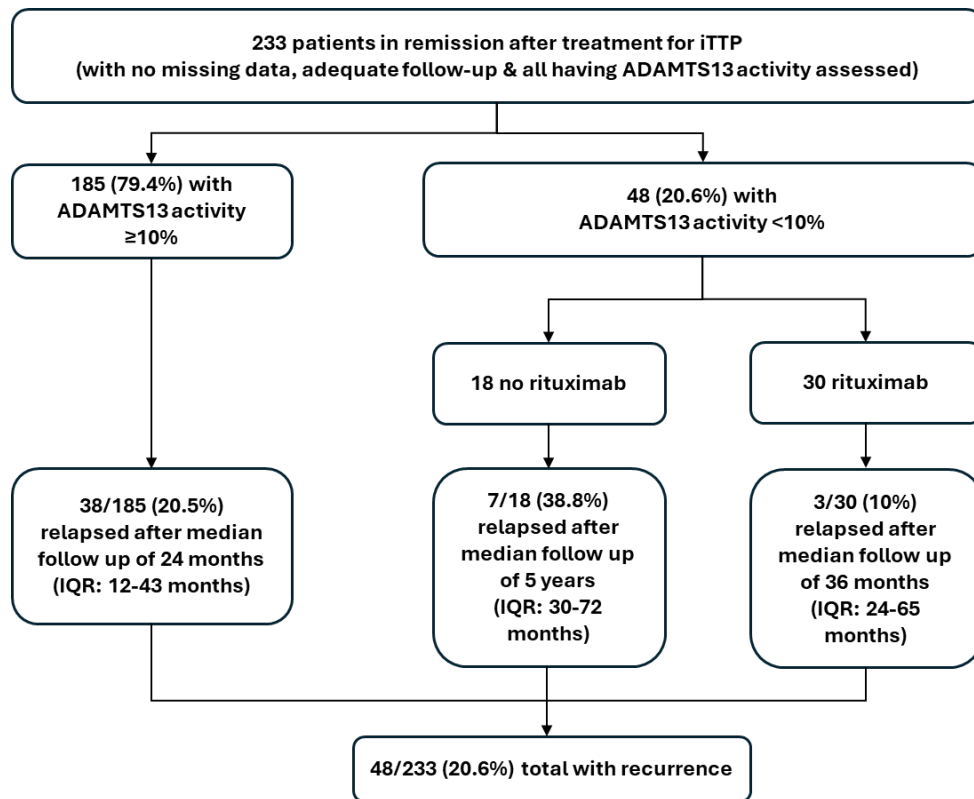 233 patients in remission after treatment for iTTP
(with no missing data, adequate follow-up & all having ADAMTS13 activity assessed)
185 (79.4%) with
ADAMTS13 activity
≥10%
48 (20.6%) with
ADAMTS13 activity <10%
18 no rituximab
30 rituximab
38/185 (20.5%)
relapsed after median
follow up of 24 months
(IQR: 12-43 months)
7/18 (38.8%)
relapsed after
median follow up
of 5 years
(IQR: 30-72
months)
3/30 (10%)
relapsed after
median follow up
of 36 months
(IQR: 24-65
months)
48/233 (20.6%) total with recurrence